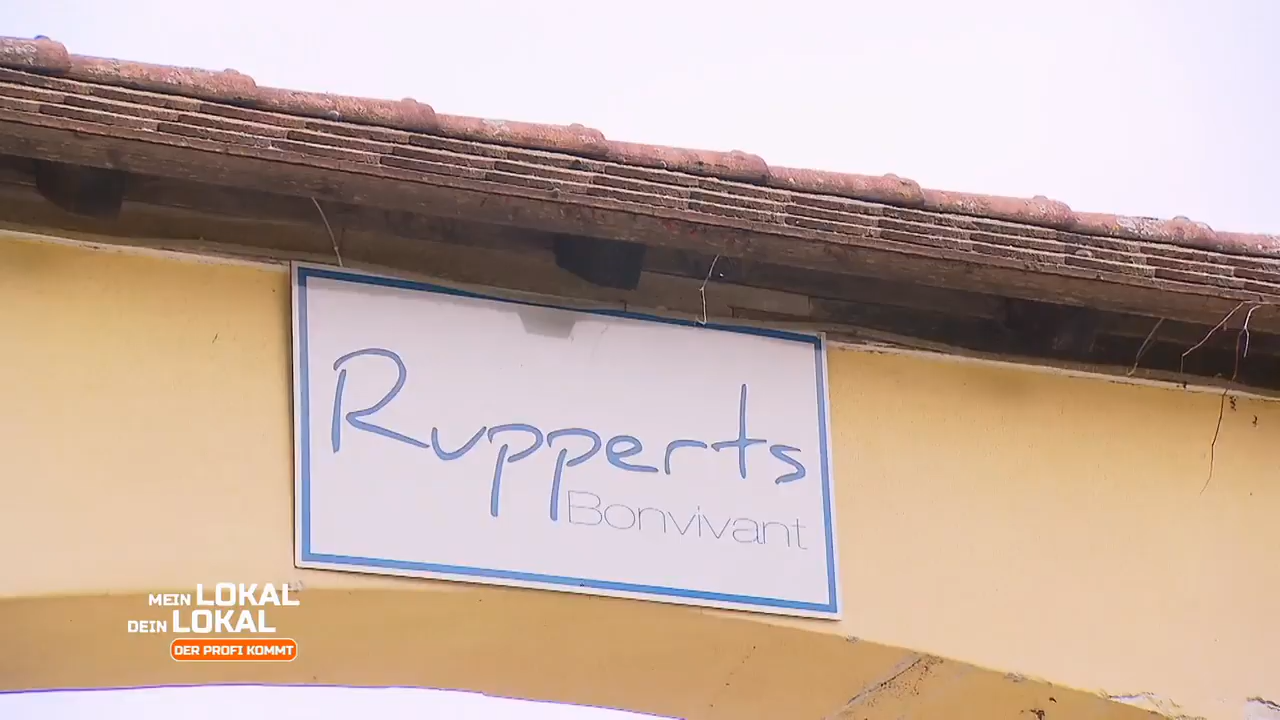 Rupperts
Bonvivant
MEIN LOKAL
DEIN LOKAL
DER PROFI KOMMT